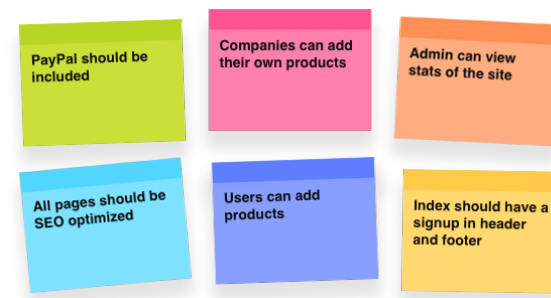 PayPal should be
included
Companies can add
their own products
Admin can view
stats of the site
All pages should be
SEO optimized
Users can add
products
Index should have a
signup in header
and footer